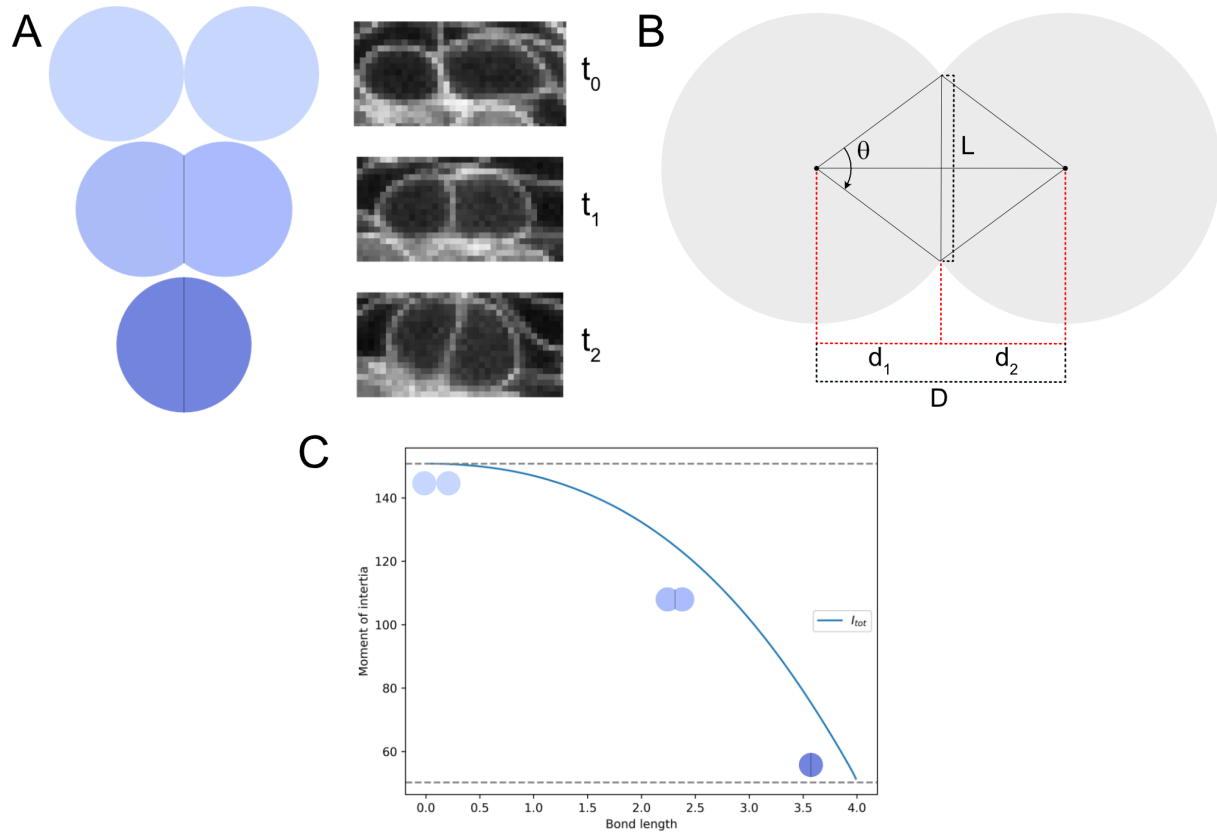 A
t0
t1
t2
B
θ
L
d1
d2
D
C
Moment of intertia
140
120
100
80
60
Itot
0.0 0.5 1.0 1.5 2.0 2.5 3.0 3.5 4.0
Bond length